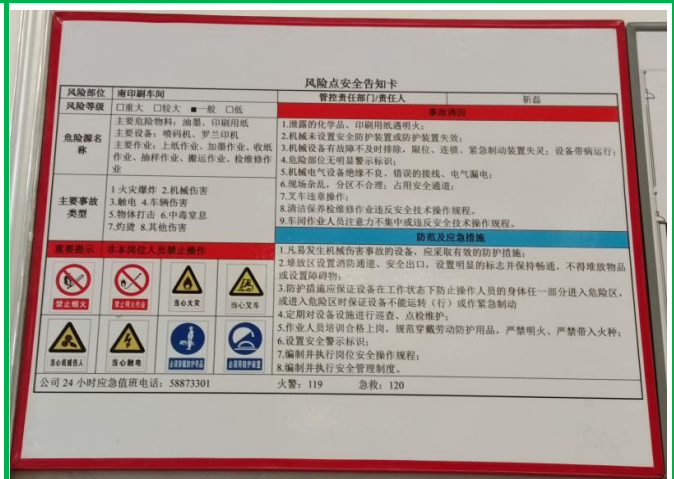 风险点安全告知卡
风险部位 南印刷车间 管控责任部门/责任人 靳磊
风险等级 □重大 □较大 ■一般 □低
危险源名称
主要危险物料：油墨、印刷用纸
主要设备：喷码机、罗兰印机
主要作业：上纸作业、加墨作业、收纸
作业、抽样作业、搬运作业、检维修作
业
主要事故类型
1 火灾爆炸 2.机械伤害
3.触电 4.车辆伤害
5.物体打击 6.中毒窒息
7.灼烫 8.其他伤害
重要提示 非本岗位人员禁止操作
禁止烟火
禁止明火作业
当心火灾
当心叉车
当心机械伤人
当心触电
必须穿戴防护用品
必须用防护装置
事故诱因
1.泄露的化学品、印刷用纸遇明火；
2.机械未设置安全防护装置或防护装置失效；
3.机械设备有故障不及时排除，限位、连锁、紧急制动装置失灵；设备带病运行；
4.危险部位无明显警示标识；
5.机械电气设备绝缘不良、错误的接线、电气漏电；
6.现场杂乱，分区不合理；占用安全通道；
7.叉车违章操作；
8.清洁保养检维修作业违反安全技术操作规程。
9.车间作业人员注意力不集中或违反安全技术操作规程。
防范及应急措施
1.凡易发生机械伤害事故的设备，应采取有效的防护措施；
2.堆放区设置消防通道、安全出口，设置明显的标志并保持畅通，不得堆放物品
或设置障碍物；
3.防护措施应保证设备在工作状态下防止操作人员的身体任一部分进入危险区，
或进入危险区时保证设备不能运转（行）或作紧急制动
4.定期对设备设施进行巡查、点检维护；
5.作业人员培训合格上岗，规范穿戴劳动防护用品，严禁明火、严禁带入火种；
6.设置安全警示标识；
7.编制并执行岗位安全操作规程；
8.编制并执行安全管理制度。
公司 24 小时应急值班电话：58873301 火警：119 急救：120